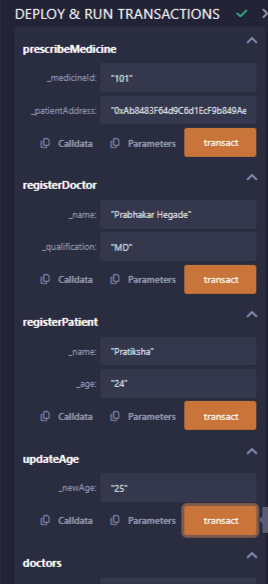 DEPLOY & RUN TRANSACTIONS
prescribeMedicine
_medicineId: "101"
_patientAddress: "0xAb8483F64d9C6d1EcF9b849Ae
Calldata Parameters transact
registerDoctor
_name: "Prabhakar Hegade"
_qualification: "MD"
Calldata Parameters transact
registerPatient
_name: "Pratiksha"
_age: "24"
Calldata Parameters transact
updateAge
_newAge: "25"
Calldata Parameters transact
doctors